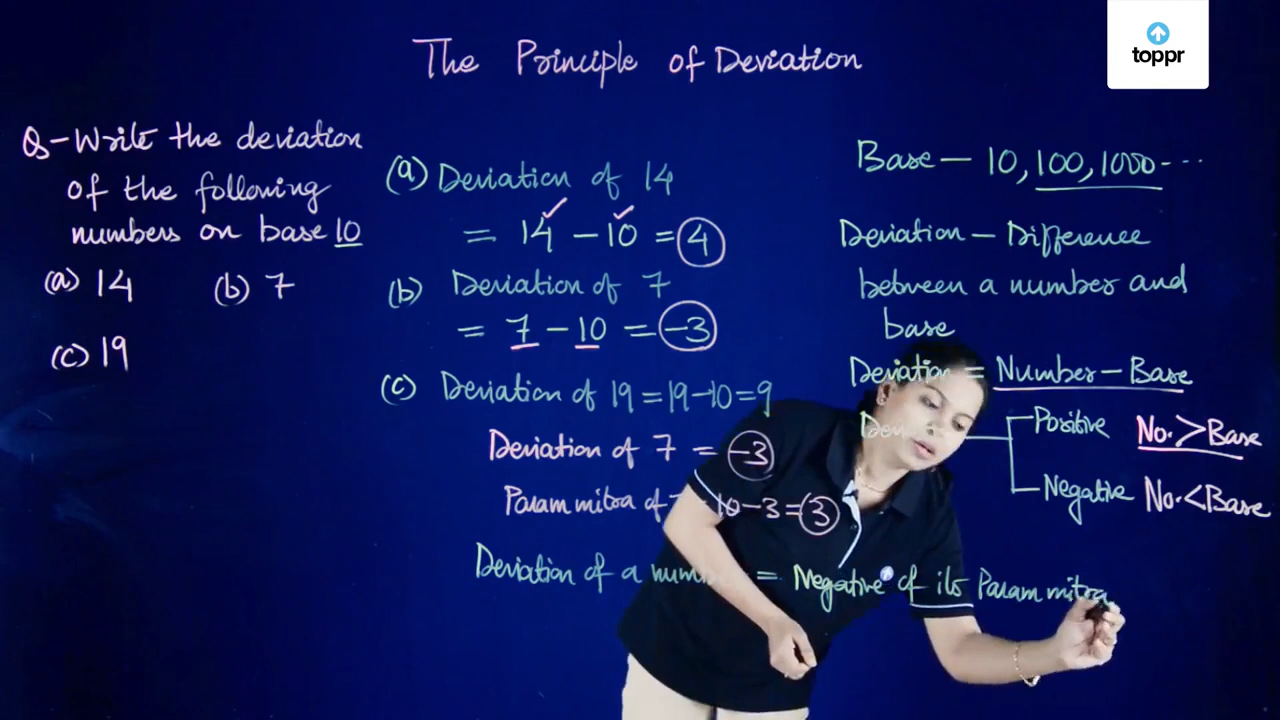 toppr
The Principle of Deviation
Q-Write the deviation
of the following
numbers on base 10
(a) 14 (b) 7
(c) 19
(a) Deviation of 14
= 14 - 10 = 4
(b) Deviation of 7
= 7 - 10 = -3
(c) Deviation of 19 = 19-10=9
Deviation of 7 = -3
Param mitra of 10-3=3
Deviation of a = Negative of its Param mitra
Base - 10, 100, 1000 ---
Deviation - Difference
between a number and
base
Deviation = Number - Base
Positive No. > Base
Negative No. < Base